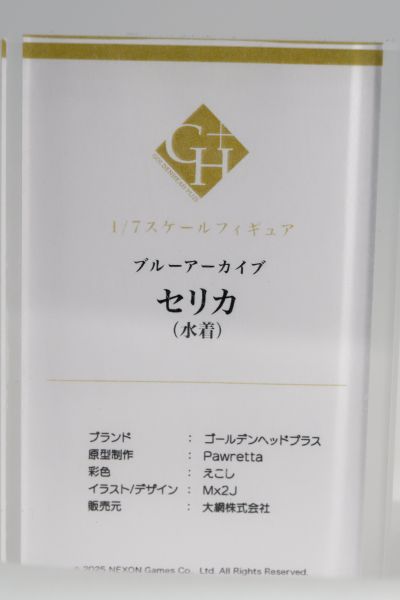 G+H
GOLDENHEAD PLUS
1/7スケールフィギュア
ブルーアーカイブ
セリカ
(水着)
ブランド : ゴールデンヘッドプラス
原型制作 : Pawretta
彩色 : えこし
イラスト/デザイン : Mx2J
販売元 : 大網株式会社
© 2025 NEXON Games Co., Ltd. All Rights Reserved.